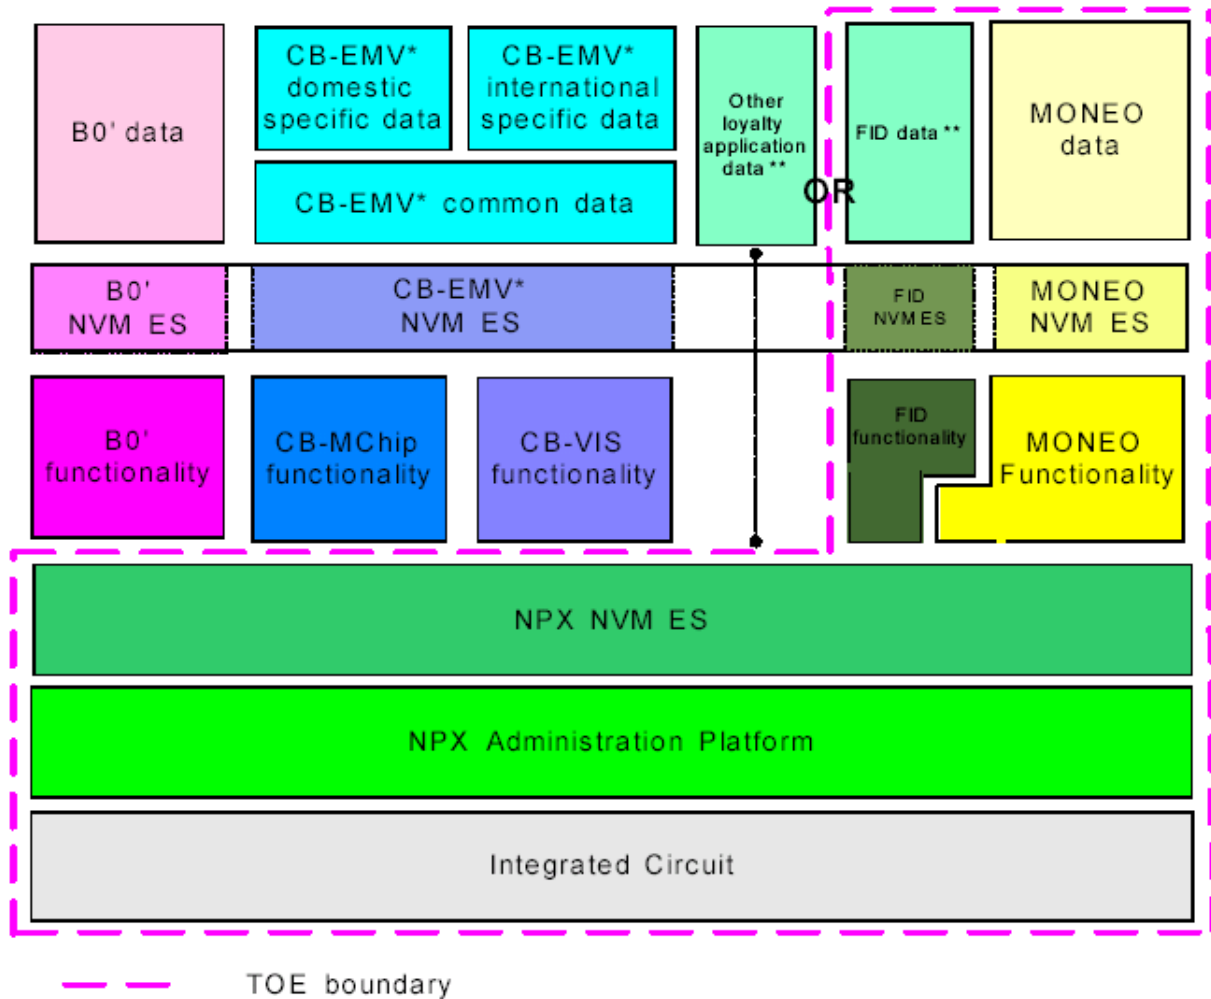 B0' data
CB-EMV*
domestic
specific data
CB-EMV*
international
specific data
CB-EMV* common data
Other
loyalty
application
data **
OR
FID data **
MONEO
data
B0'
NVM ES
CB-EMV*
NVM ES
FID
NVM ES
MONEO
NVM ES
B0'
functionality
CB-MChip
functionality
CB-VIS
functionality
FID
functionality
MONEO
Functionality
NPX NVM ES
NPX Administration Platform
Integrated Circuit
TOE boundary